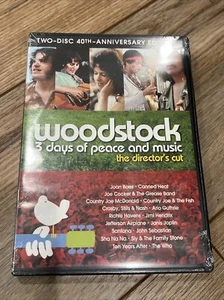 TWO-DISC 40TH-ANNIVERSARY
woodstock
3 days of peace and music
the director's cut
Joan Baez • Canned Heat
Joe Cocker & The Grease Band
Country Joe McDonald • Country Joe & The Fish
Crosby, Stills & Nash • Arlo Guthrie
Richie Havens • Jimi Hendrix
Jefferson Airplane • Janis Joplin
Santana • John Sebastian
Sha Na Na • Sly & The Family Stone
Ten Years After • The Who